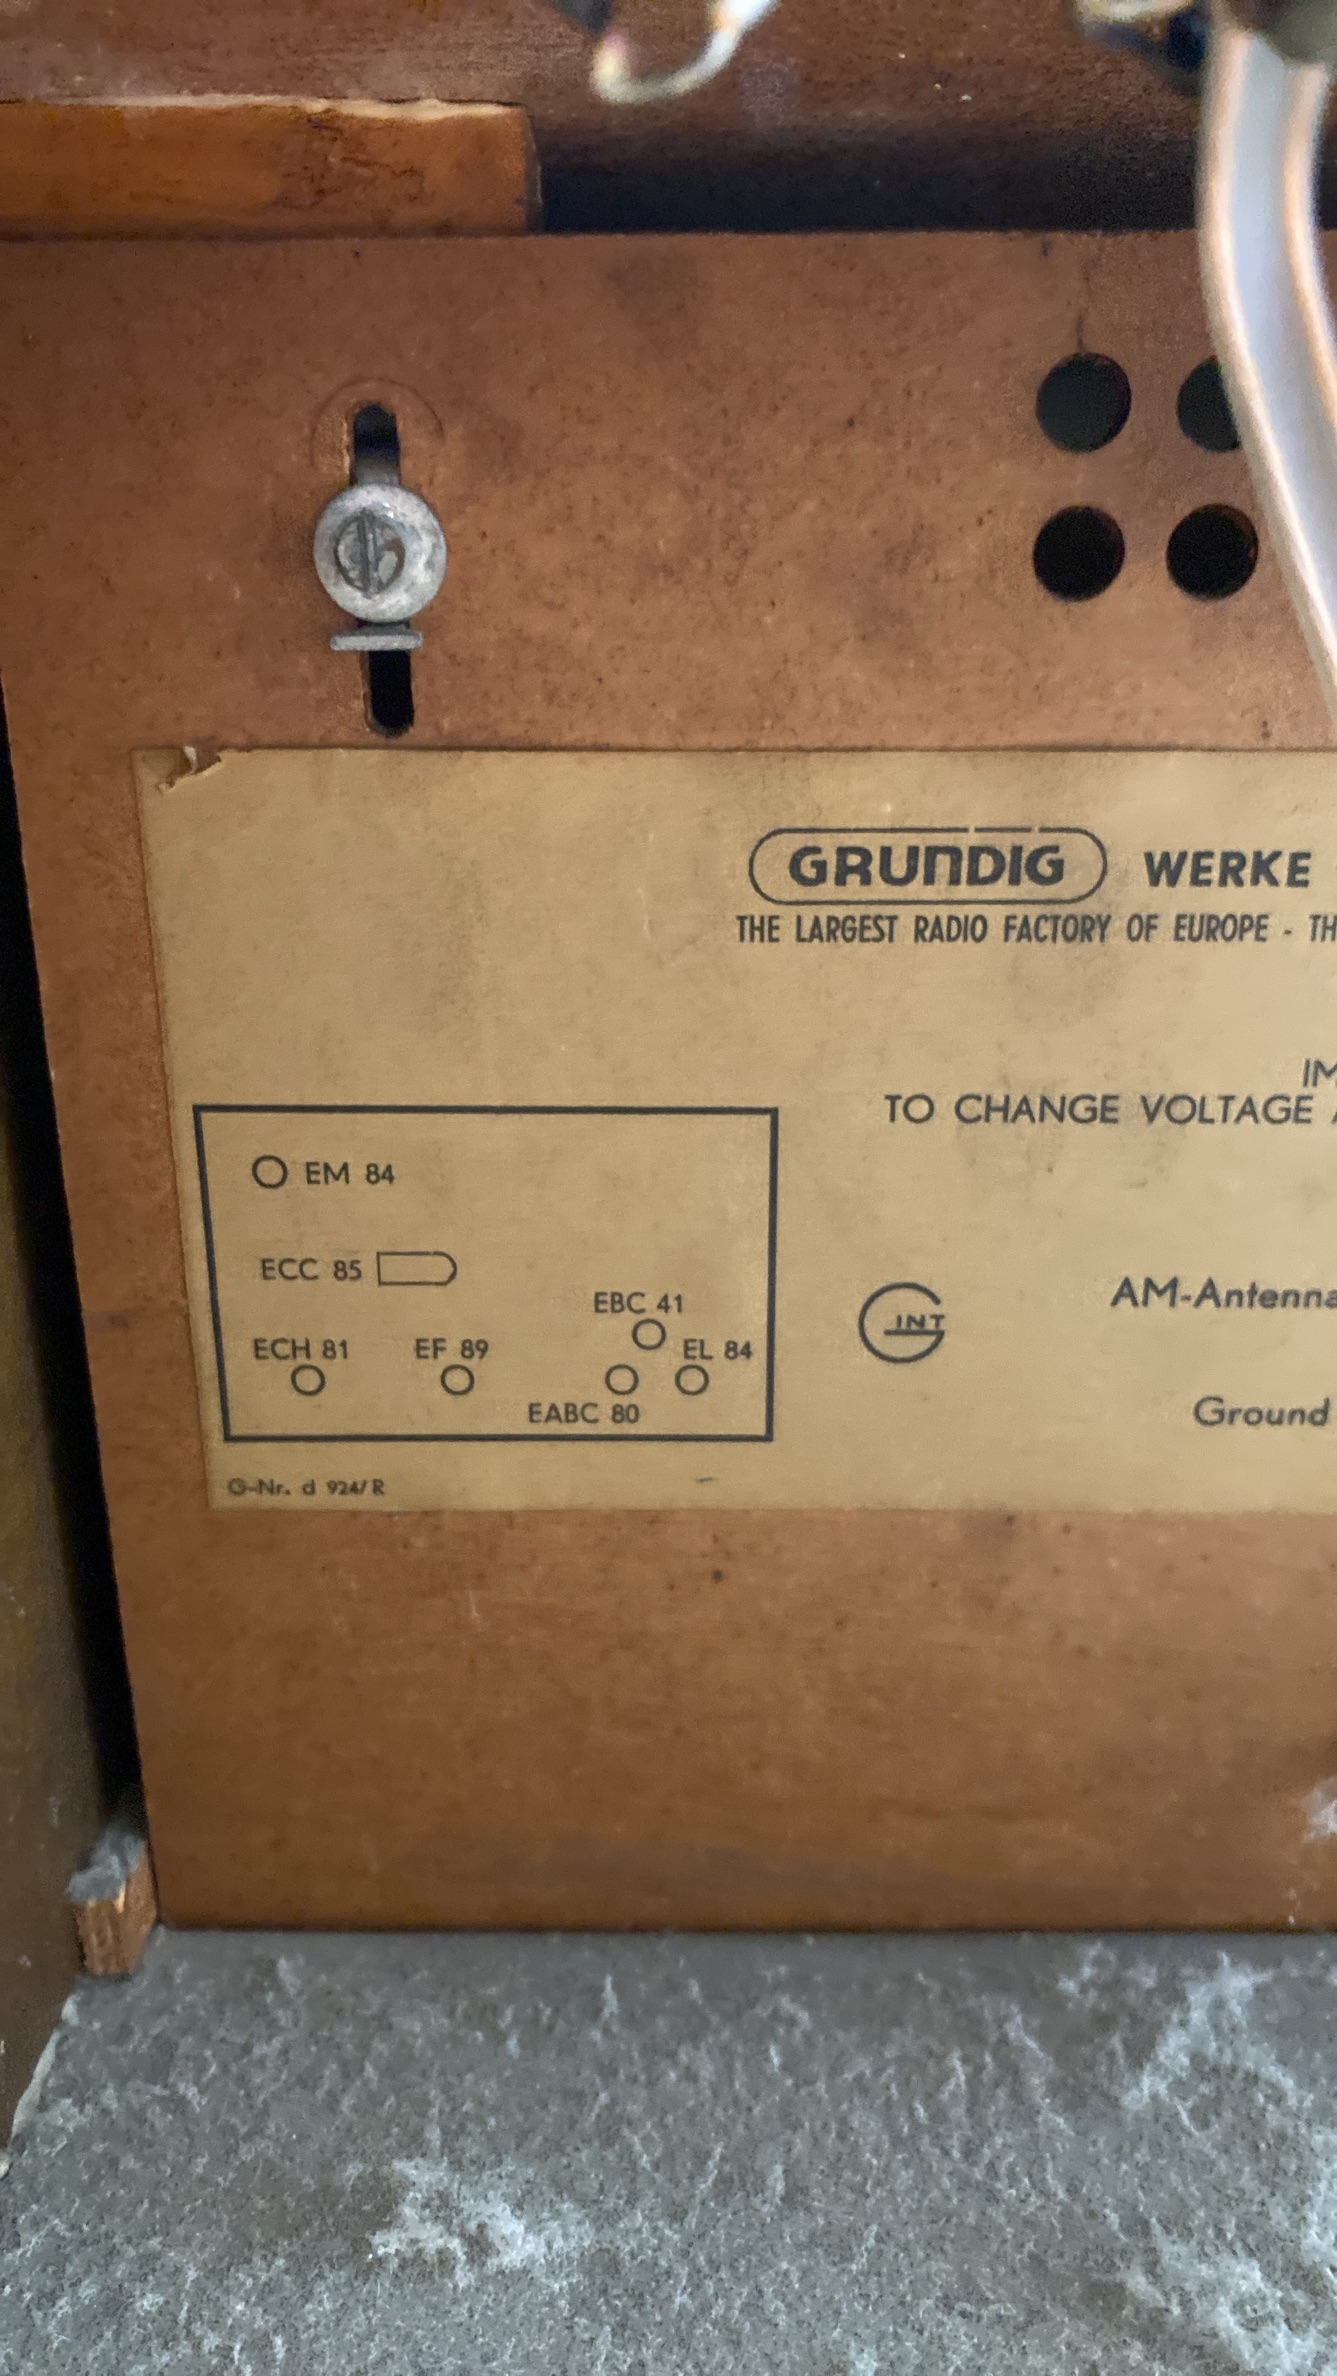 GRUNDIG WERKE
THE LARGEST RADIO FACTORY OF EUROPE - TH
IM
TO CHANGE VOLTAGE
EM 84
ECC 85
EBC 41
ECH 81 EF 89 EL 84
EABC 80
G INT
AM-Antenna
Ground
G-Nr. d 924/R